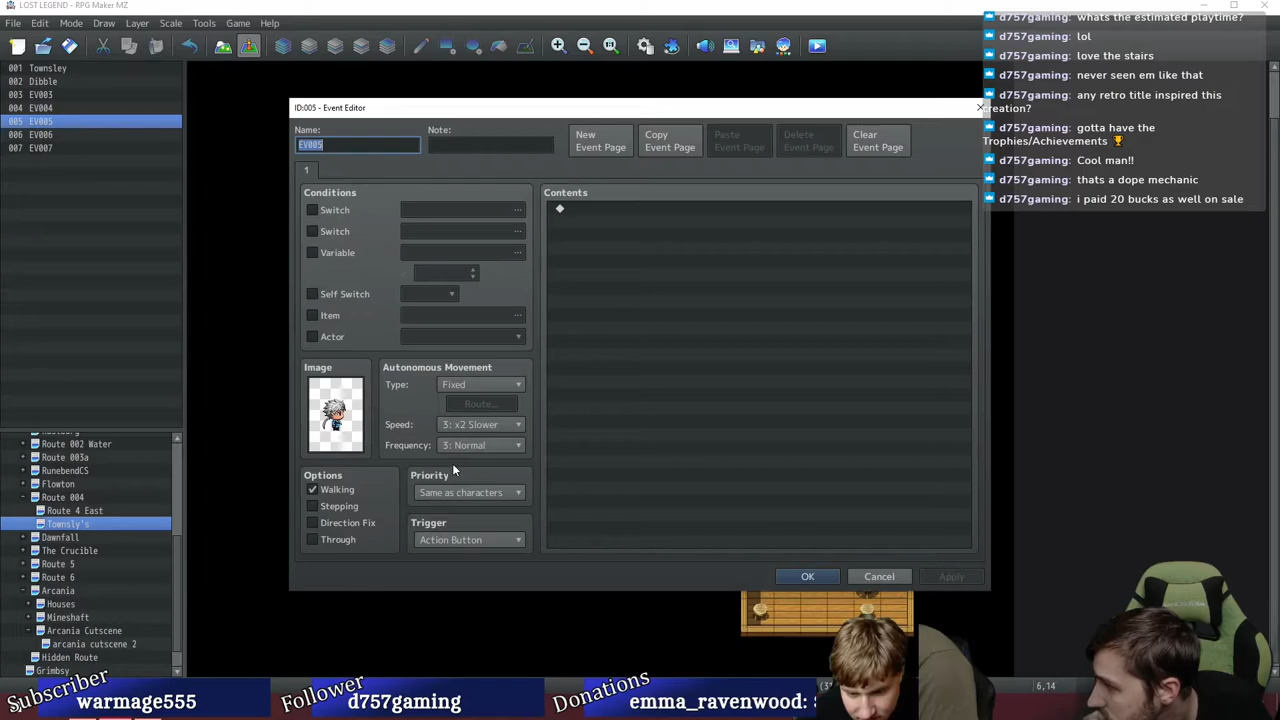 LOST LEGEND - RPG Maker MZ
File Edit Mode Draw Layer Scale Tools Game Help
001 Townsley
002 Dibble
003 EV003
004 EV004
005 EV005
006 EV006
007 EV007
ID:005 - Event Editor
Name:
EV005
Note:
New
Event Page
Copy
Event Page
Paste
Event Page
Delete
Event Page
Clear
Event Page
1
Conditions
Switch
Switch
Variable
Self Switch
Item
Actor
Contents
Image
Autonomous Movement
Type: Fixed
Route...
Speed: 3: x2 Slower
Frequency: 3: Normal
Options
Walking
Stepping
Direction Fix
Through
Priority
Same as characters
Trigger
Action Button
OK
Cancel
Apply
Route 002 Water
Route 003a
RunebendCS
Flowton
Route 004
Route 4 East
Townsly's
Dawnfall
The Crucible
Route 5
Route 6
Arcania
Houses
Mineshaft
Arcania Cutscene
arcania cutscene 2
Hidden Route
Grimbsy
6,14
d757gaming: whats the estimated playtime?
d757gaming: lol
d757gaming: love the stairs
d757gaming: never seen em like that
d757gaming: any retro title inspired this
creation?
d757gaming: gotta have the
Trophies/Achievements 🏆
d757gaming: Cool man!!
d757gaming: thats a dope mechanic
d757gaming: i paid 20 bucks as well on sale
Subscriber
warmage555
Follower
d757gaming
Donations
emma_ravenwood: